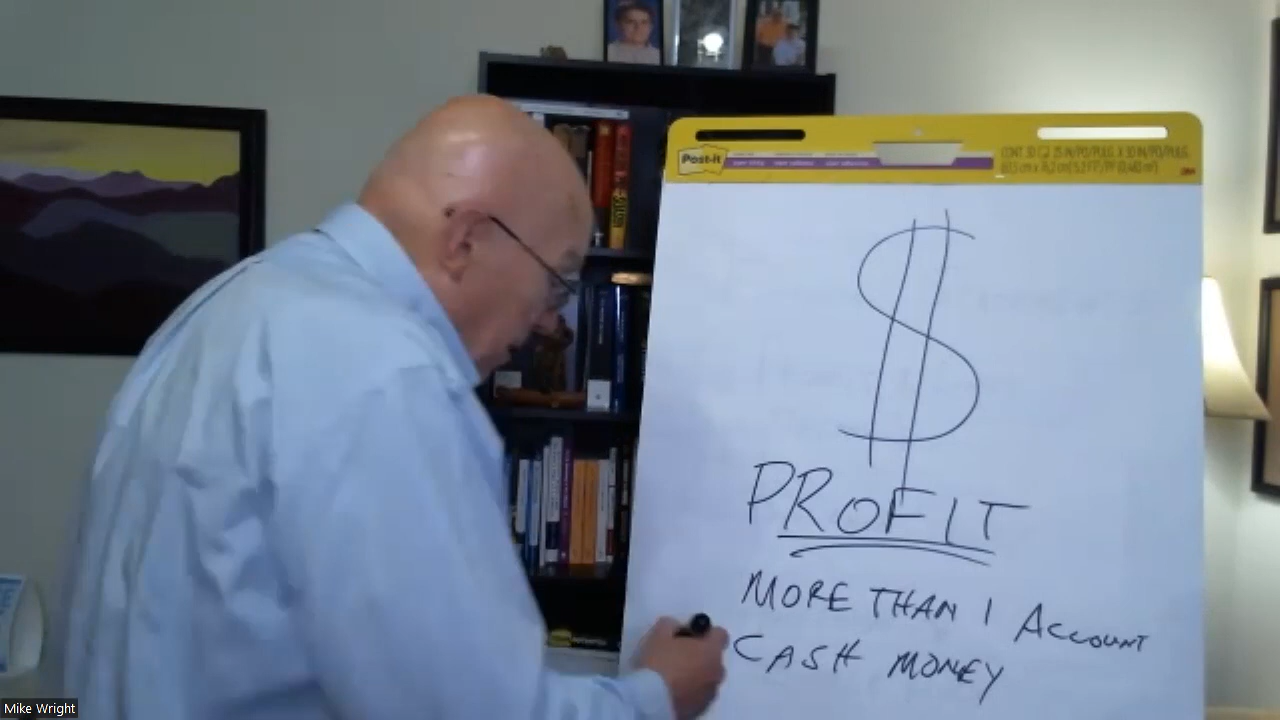 Post-it
$
PROFIT
MORE THAN 1 ACCOUNT
CASH MONEY
Mike Wright